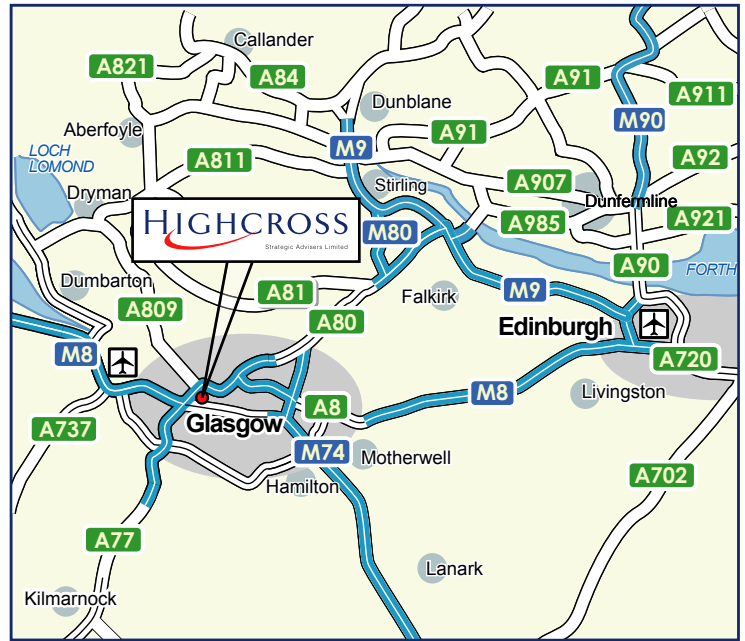 Callander
A821
A84
A91
A911
Dunblane
M90
Aberfoyle
A91
M9
A92
LOCH
LOMOND
A811
Stirling
A907
Dryman
Dunfermline
HIGHCROSS
Strategic Advisers Limited
A985
A921
M80
A90
FORTH
Dumbarton
A81
Falkirk
M9
A809
A80
Edinburgh
M8
A720
M8
Livingston
A8
Glasgow
A737
M74
Motherwell
A702
Hamilton
A77
Lanark
Kilmarnock